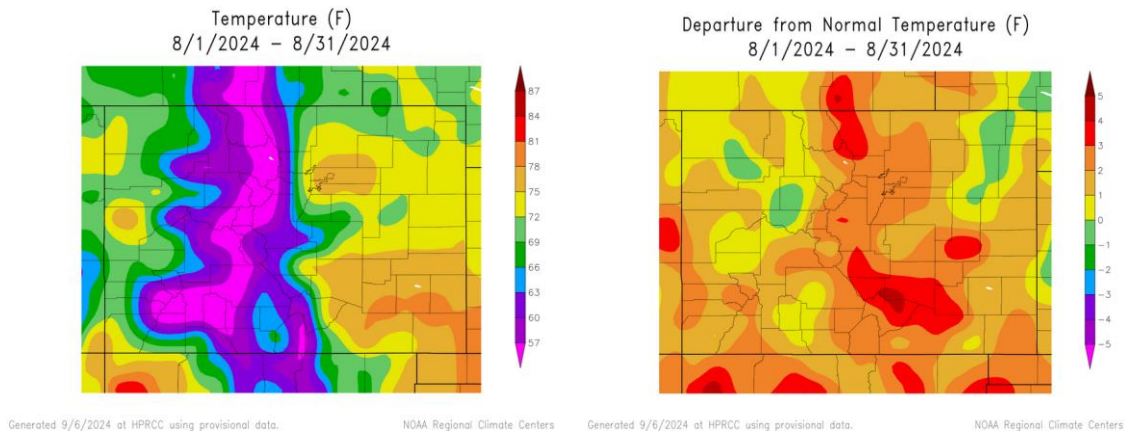 Temperature (F)
8/1/2024 – 8/31/2024
87
84
81
78
75
72
69
66
63
60
57
Generated 9/6/2024 at HPRCC using provisional data.
NOAA Regional Climate Centers
Departure from Normal Temperature (F)
8/1/2024 – 8/31/2024
5
4
3
2
1
0
-1
-2
-3
-4
-5
Generated 9/6/2024 at HPRCC using provisional data.
NOAA Regional Climate Centers